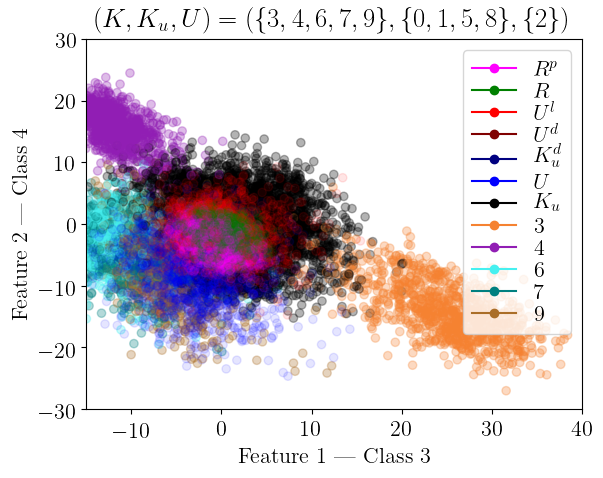 (K, K_u, U) = ({3, 4, 6, 7, 9}, {0, 1, 5, 8}, {2})
30
20
10
0
−10
−20
−30
Feature 2 — Class 4
R^p
R
U^l
U^d
K_u^d
U
K_u
3
4
6
7
9
−10
0
10
20
30
40
Feature 1 — Class 3